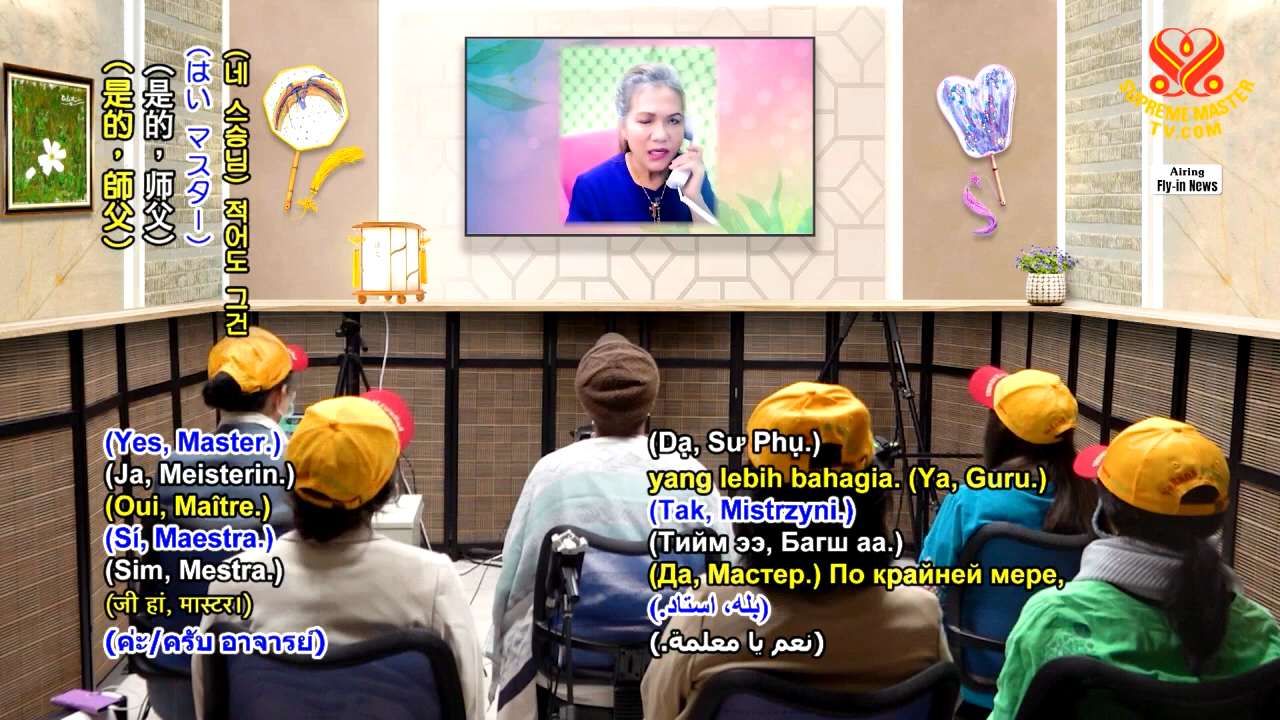 (네 스승님) 적어도 그건
(はい マスター)
(是的，师父)
(是的，師父)
SUPREME MASTER
TV.COM
Airing
Fly-in News
(Yes, Master.)
(Ja, Meisterin.)
(Oui, Maître.)
(Sí, Maestra.)
(Sim, Mestra.)
(जी हां, मास्टर।)
(ค่ะ/ครับ อาจารย์)
(Dạ, Sư Phụ.)
yang lebih bahagia. (Ya, Guru.)
(Tak, Mistrzyni.)
(Тийм ээ, Багш аа.)
(Да, Мастер.) По крайней мере,
(بله، استاد.)
(نعم يا معلمة.)